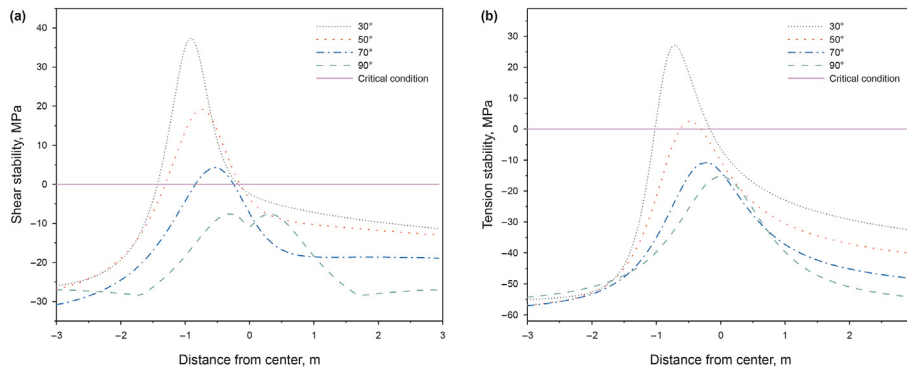 (a)
30°
50°
70°
90°
Critical condition
Shear stability, MPa
40
30
20
10
0
–10
–20
–30
–3 –2 –1 0 1 2 3
Distance from center, m
(b)
30°
50°
70°
90°
Critical condition
Tension stability, MPa
30
20
10
0
–10
–20
–30
–40
–50
–60
–3 –2 –1 0 1 2
Distance from center, m